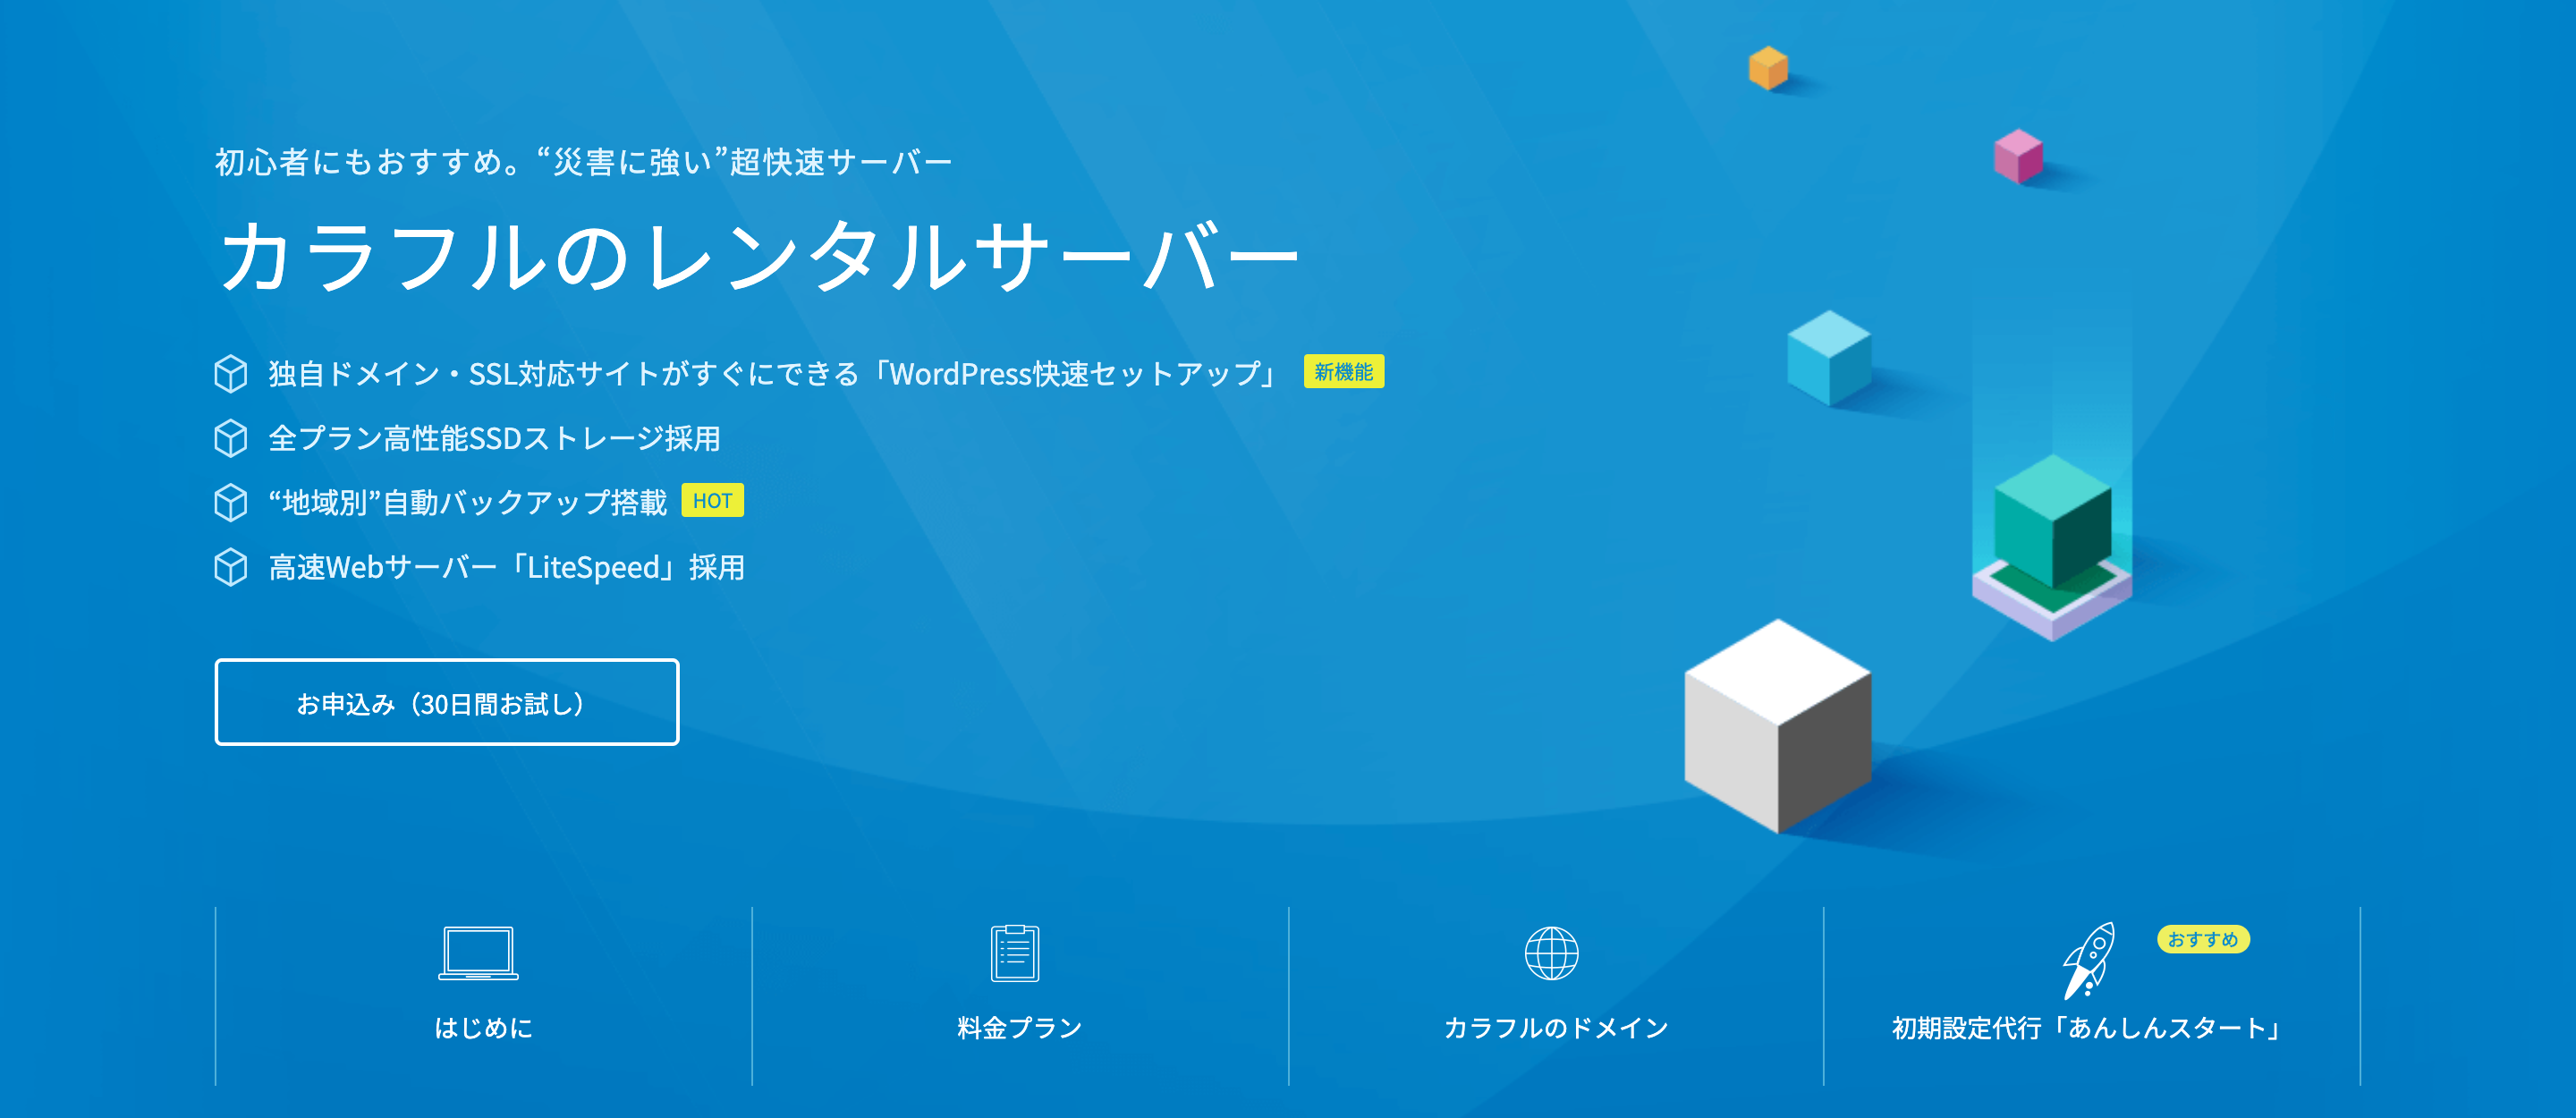 初心者にもおすすめ。“災害に強い”超快速サーバー
カラフルのレンタルサーバー
独自ドメイン・SSL対応サイトがすぐにできる「WordPress快速セットアップ」 新機能
全プラン高性能SSDストレージ採用
“地域別”自動バックアップ搭載 HOT
高速Webサーバー「LiteSpeed」採用
お申込み（30日間お試し）
はじめに
料金プラン
カラフルのドメイン
おすすめ
初期設定代行「あんしんスタート」